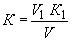 K = V₁ K₁ / V